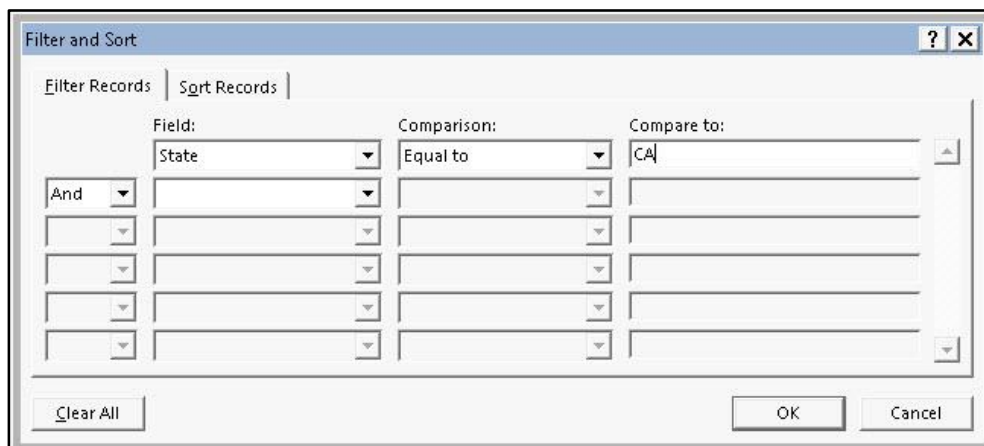 Filter and Sort ? X
Filter Records Sort Records
Field: Comparison: Compare to:
State Equal to CA
And
Clear All OK Cancel